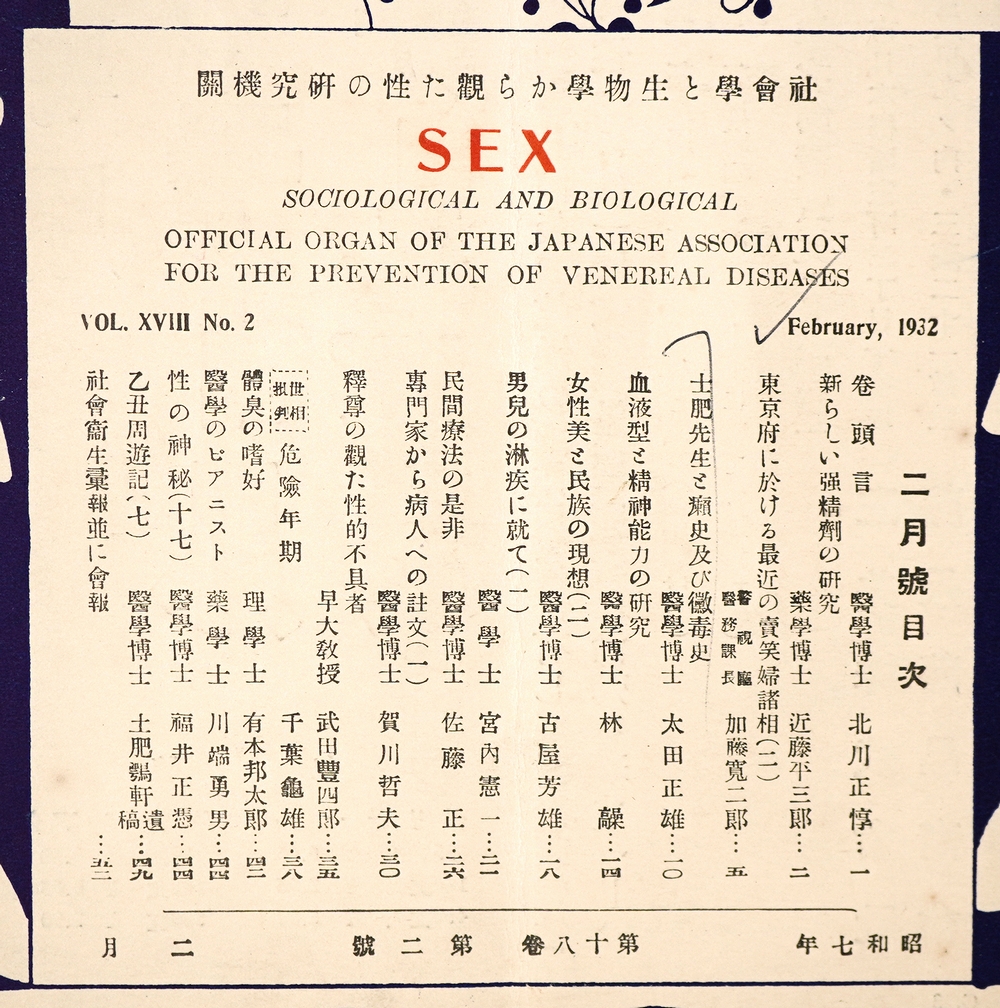 社會學と生物學から觀た性の硏究機關
SEX
SOCIOLOGICAL AND BIOLOGICAL
OFFICIAL ORGAN OF THE JAPANESE ASSOCIATION
FOR THE PREVENTION OF VENEREAL DISEASES
VOL. XVIII No. 2
February, 1932
二月號目次
卷頭言 醫學博士 北川正惇…一
新らしい强精劑の硏究 藥學博士 近藤平三郎…二
東京府に於ける最近の賣笑婦諸相(二) 警視廳醫務課長 加藤寬二郎…五
土肥先生と癩史及び黴毒史 醫學博士 太田正雄…一〇
血液型と精神能力の硏究 醫學博士 林髞…一四
女性美と民族の現想(二) 醫學博士 古屋芳雄…一八
男兒の淋疾に就て(一) 醫學士 宮內憲一…二一
民間療法の是非 醫學博士 佐藤正…二六
專門家から病人への註文(一) 醫學博士 賀川哲夫…三〇
釋尊の觀た性的不具者 早大敎授 武田豐四郎…三五
世相批判 危險年期 千葉龜雄…三八
體臭の嗜好 理學士 有本邦太郎…四二
醫學のピアニスト 藥學士 川端勇男…四四
性の神秘(十七) 醫學博士 福井正憑…四四
乙丑周遊記(七) 醫學博士 土肥鶚軒遺稿…四九
社會衞生彙報並に會報…五二
昭和七年 第十八卷 第二號 二月